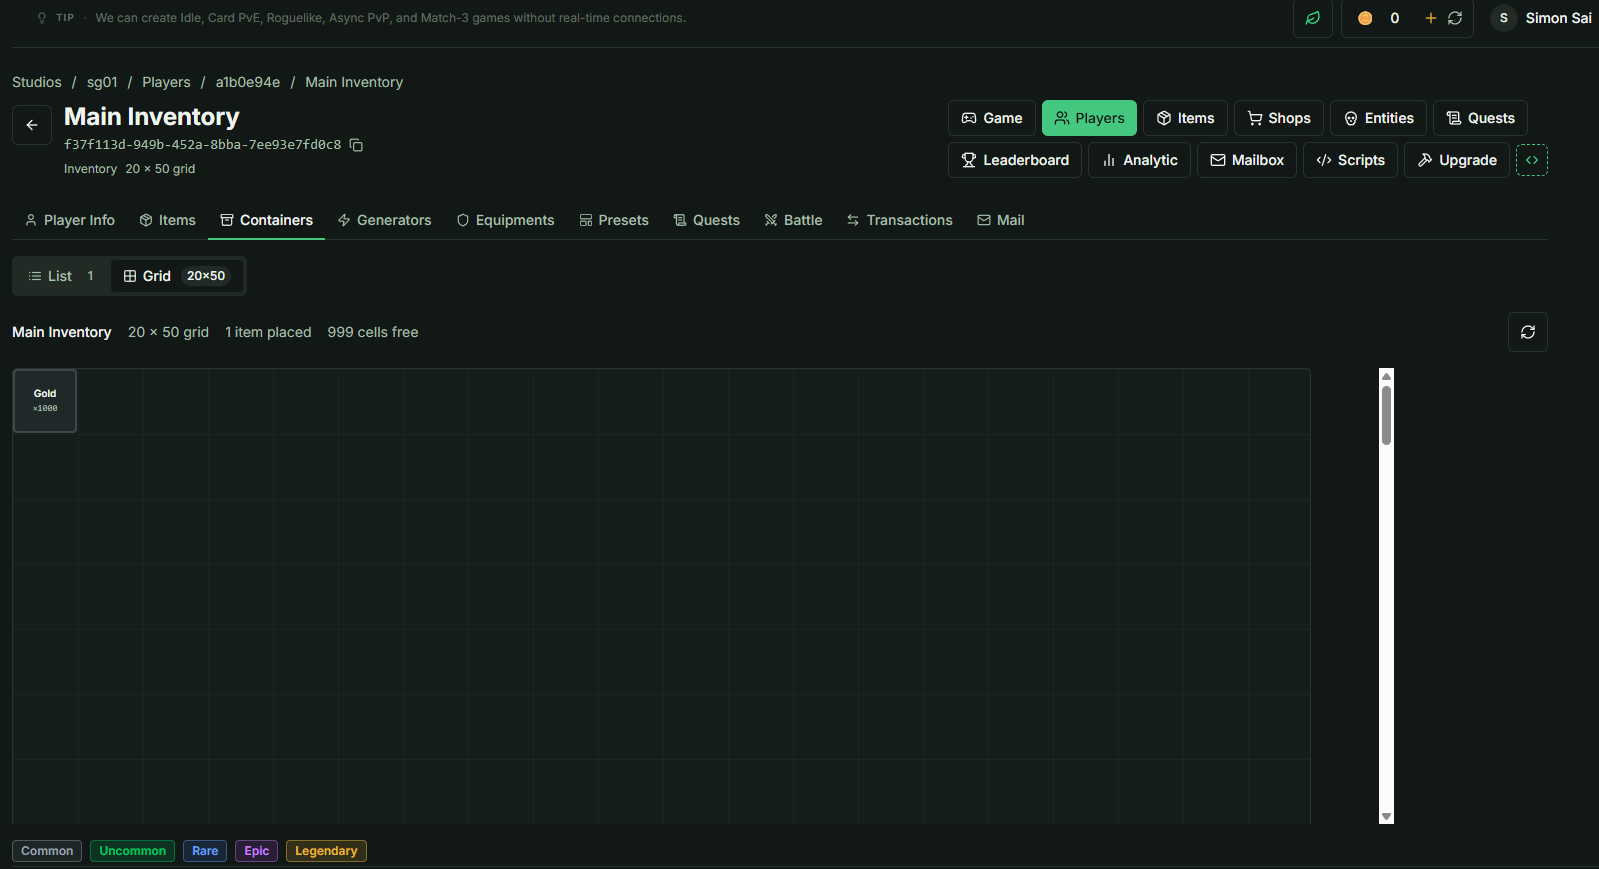 TIP · We can create Idle, Card PvE, Roguelike, Async PvP, and Match-3 games without real-time connections.
0
S Simon Sai
Studios / sg01 / Players / a1b0e94e / Main Inventory
Main Inventory
f37f113d-949b-452a-8bba-7ee93e7fd0c8
Inventory 20 × 50 grid
Game Players Items Shops Entities Quests
Leaderboard Analytic Mailbox Scripts Upgrade
Player Info Items Containers Generators Equipments Presets Quests Battle Transactions Mail
List 1 Grid 20×50
Main Inventory 20 × 50 grid 1 item placed 999 cells free
Gold
×1000
Common Uncommon Rare Epic Legendary